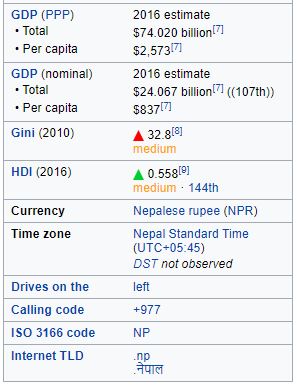 GDP (PPP) 2016 estimate
• Total $74.020 billion[7]
• Per capita $2,573[7]
GDP (nominal) 2016 estimate
• Total $24.067 billion[7] ((107th))
• Per capita $837[7]
Gini (2010) ▲ 32.8[8]
medium
HDI (2016) ▲ 0.558[9]
medium · 144th
Currency Nepalese rupee (NPR)
Time zone Nepal Standard Time
(UTC+05:45)
DST not observed
Drives on the left
Calling code +977
ISO 3166 code NP
Internet TLD .np
.नेपाल